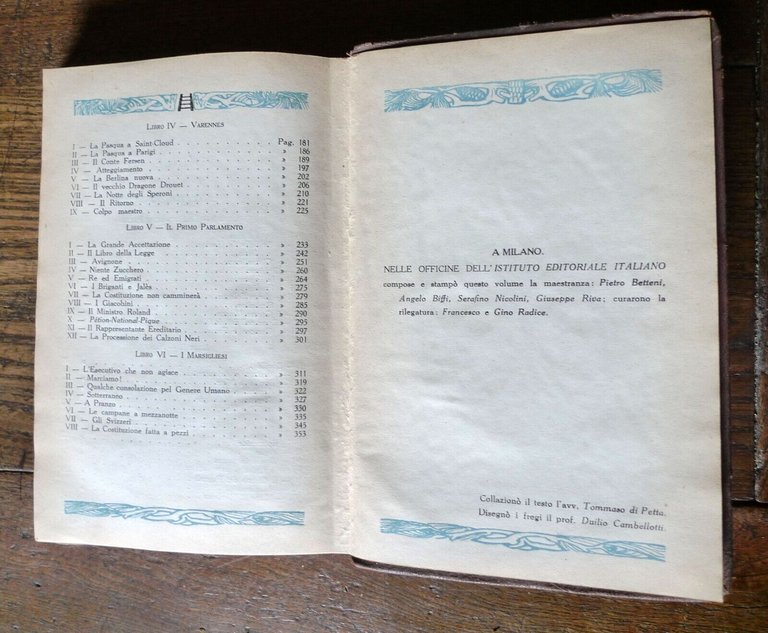 Libro IV — Varennes
I — La Pasqua a Saint-Cloud Pag. 181
II — La Pasqua a Parigi » 186
III — Il Conte Fersen » 189
IV — Atteggiamento » 197
V — La Berlina nuova » 202
VI — Il vecchio Dragone Drouet » 206
VII — La Notte degli Speroni » 210
VIII — Il Ritorno » 221
IX — Colpo maestro » 225
Libro V — Il Primo Parlamento
I — La Grande Accettazione » 233
II — Il Libro della Legge » 242
III — Avignone » 251
IV — Niente Zucchero » 260
V — Re ed Emigrati » 264
VI — I Briganti e Jalès » 275
VII — La Costituzione non camminerà » 279
VIII — I Giacobini » 285
IX — Il Ministro Roland » 290
X — Pétion-National-Pique » 295
XI — Il Rappresentante Ereditario » 297
XII — La Processione dei Calzoni Neri » 301
Libro VI — I Marsigliesi
I — L'Esecutivo che non agisce » 311
II — Marciamo! » 319
III — Qualche consolazione pel Genere Umano » 322
IV — Sotterraneo » 327
V — A Pranzo » 330
VI — Le campane a mezzanotte » 335
VII — Gli Svizzeri » 345
VIII — La Costituzione fatta a pezzi » 353
A MILANO.
NELLE OFFICINE DELL'ISTITUTO EDITORIALE ITALIANO
compose e stampò questo volume la maestranza: Pietro Betteni,
Angelo Biffi, Serafino Nicolini, Giuseppe Riva; curarono la
rilegatura: Francesco e Gino Radice.
Collazionò il testo l'avv. Tommaso di Petta.
Disegnò i fregi il prof. Duilio Cambellotti.